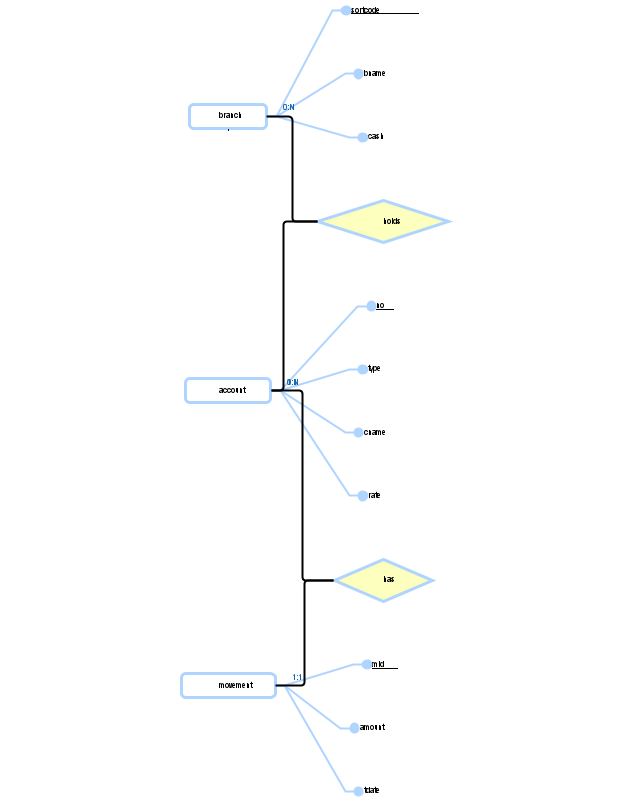 sortcode
bname
0:N
branch
cash
holds
no
type
0:N
account
cname
rate
has
mid
1:1
movement
amount
tdate